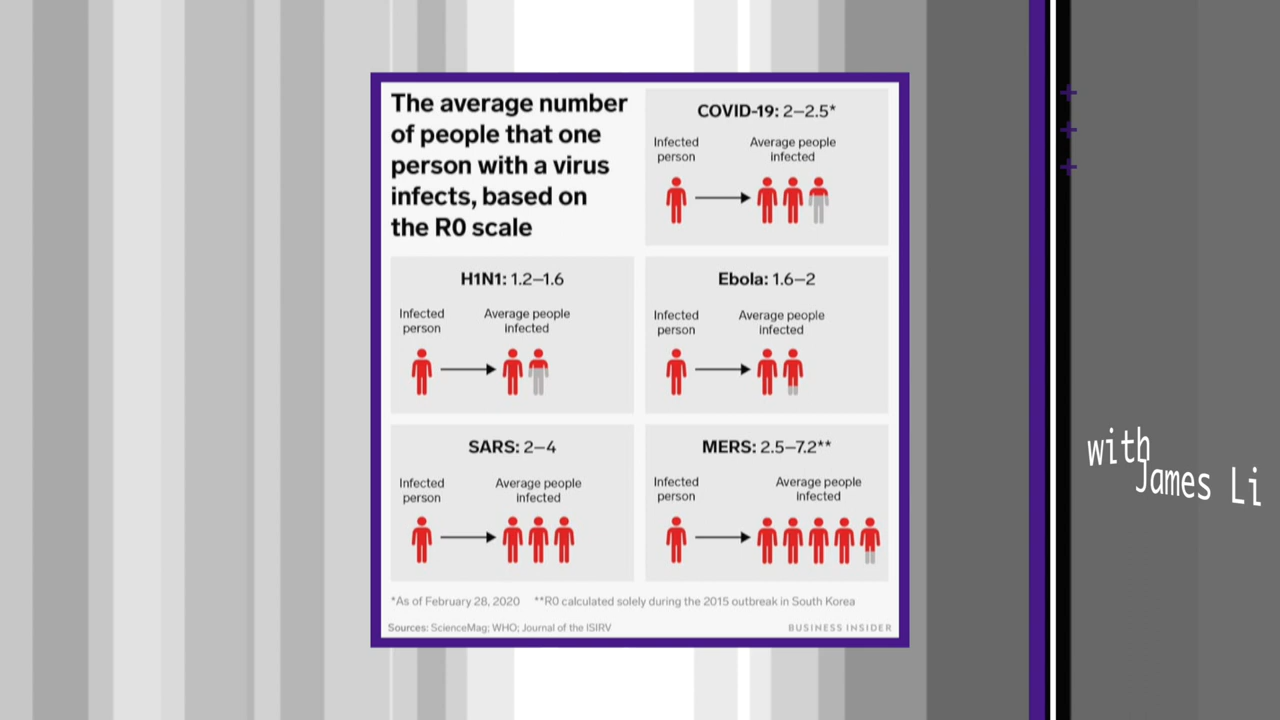 The average number
of people that one
person with a virus
infects, based on
the R0 scale
COVID-19: 2–2.5*
Infected
person
Average people
infected
H1N1: 1.2–1.6
Infected
person
Average people
infected
Ebola: 1.6–2
Infected
person
Average people
infected
SARS: 2–4
Infected
person
Average people
infected
MERS: 2.5–7.2**
Infected
person
Average people
infected
*As of February 28, 2020 **R0 calculated solely during the 2015 outbreak in South Korea
Sources: ScienceMag; WHO; Journal of the ISIRV
BUSINESS INSIDER
with
James Li